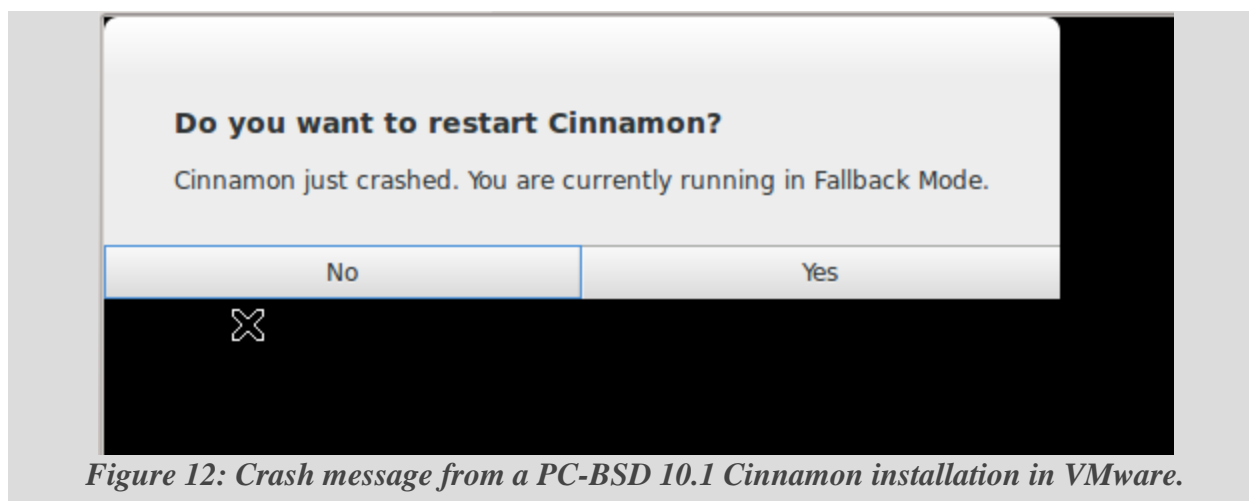 Do you want to restart Cinnamon?
Cinnamon just crashed. You are currently running in Fallback Mode.
No Yes
Figure 12: Crash message from a PC-BSD 10.1 Cinnamon installation in VMware.